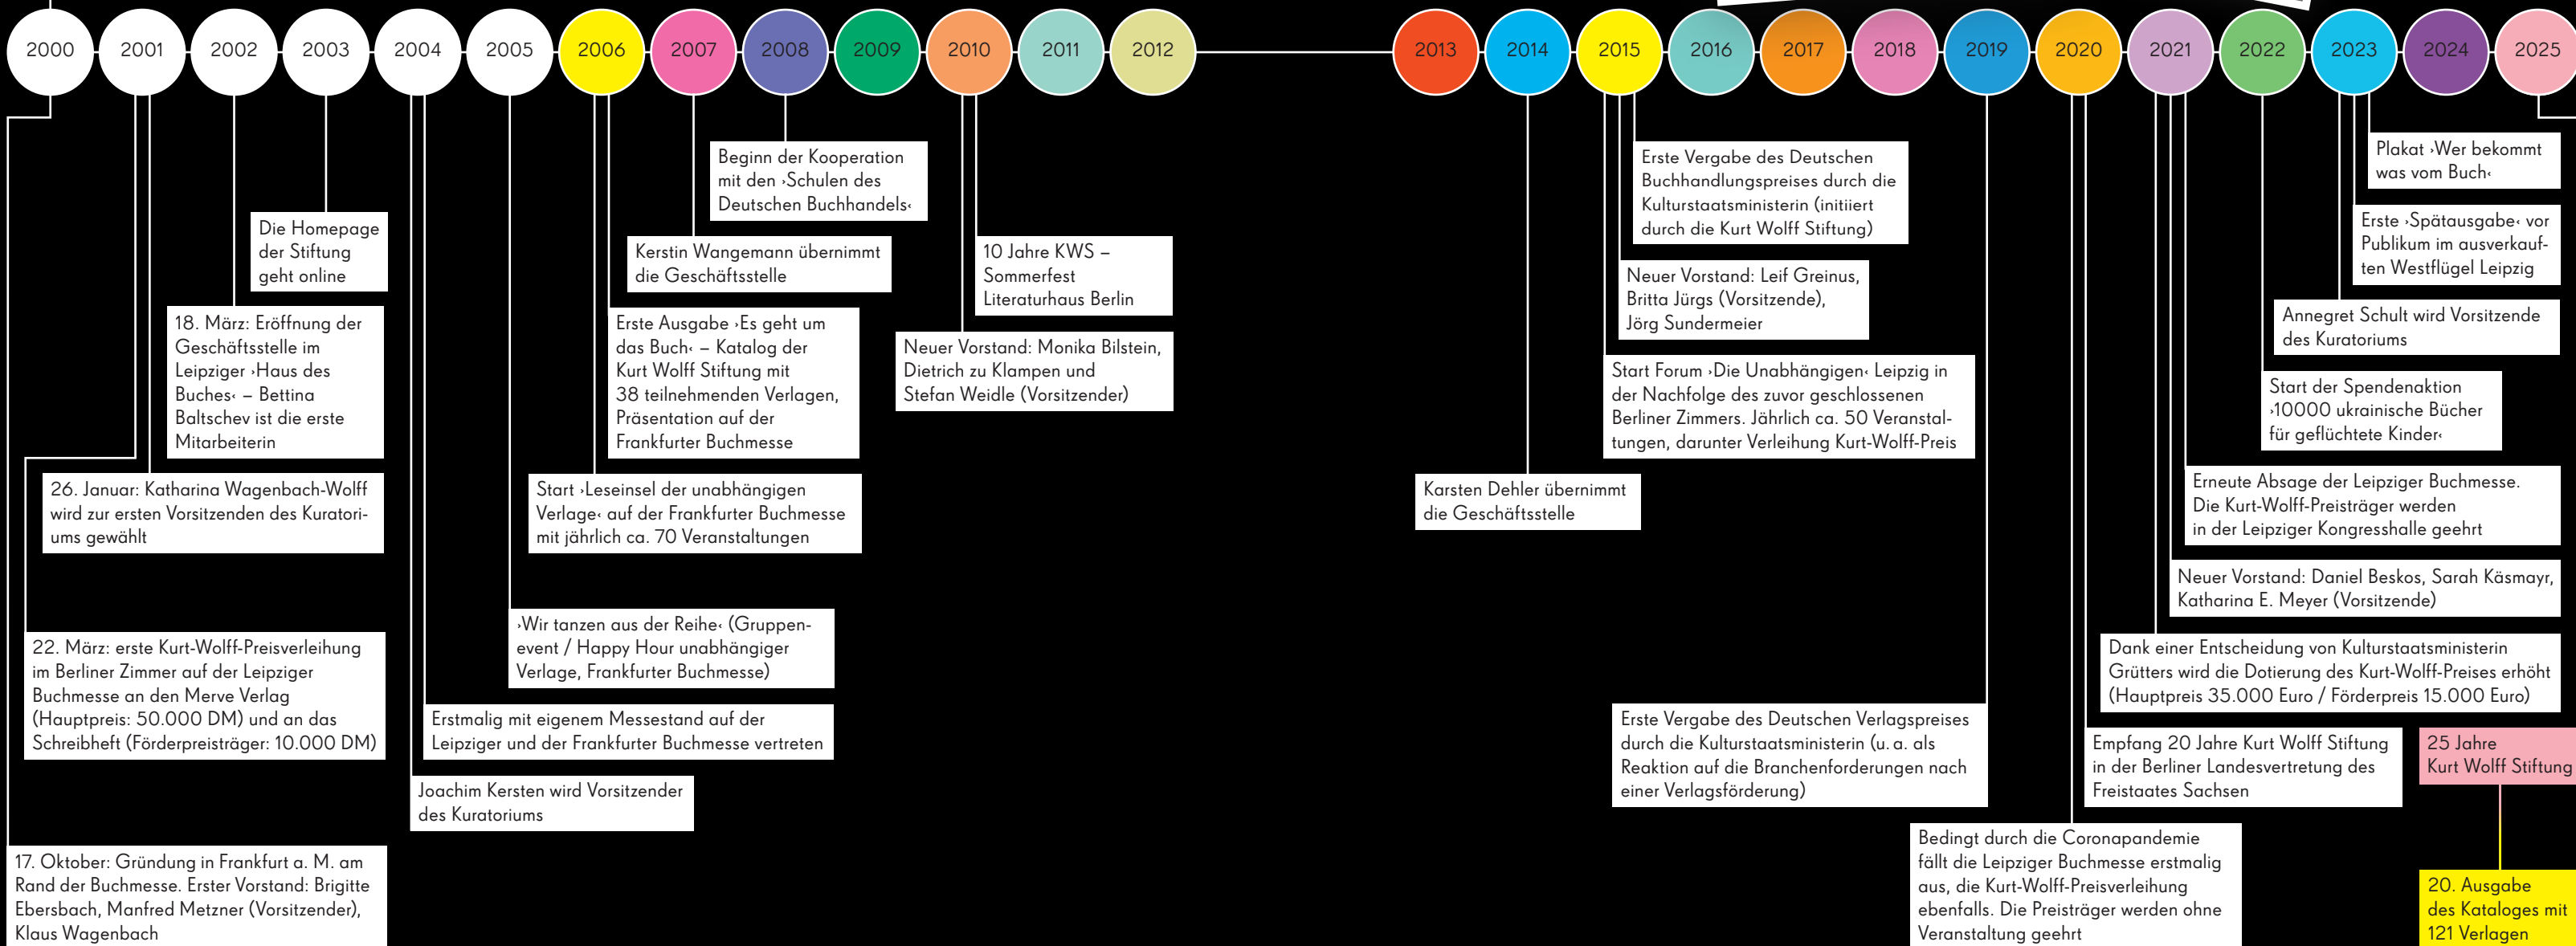 2000
2001
2002
2003
2004
2005
2006
2007
2008
2009
2010
2011
2012
2013
2014
2015
2016
2017
2018
2019
2020
2021
2022
2023
2024
2025
17. Oktober: Gründung in Frankfurt a. M. am
Rand der Buchmesse. Erster Vorstand: Brigitte
Ebersbach, Manfred Metzner (Vorsitzender),
Klaus Wagenbach
22. März: erste Kurt-Wolff-Preisverleihung
im Berliner Zimmer auf der Leipziger
Buchmesse an den Merve Verlag
(Hauptpreis: 50.000 DM) und an das
Schreibheft (Förderpreisträger: 10.000 DM)
26. Januar: Katharina Wagenbach-Wolff
wird zur ersten Vorsitzenden des Kuratori-
ums gewählt
18. März: Eröffnung der
Geschäftsstelle im
Leipziger ›Haus des
Buches‹ – Bettina
Baltschev ist die erste
Mitarbeiterin
Die Homepage
der Stiftung
geht online
Joachim Kersten wird Vorsitzender
des Kuratoriums
Erstmalig mit eigenem Messestand auf der
Leipziger und der Frankfurter Buchmesse vertreten
›Wir tanzen aus der Reihe‹ (Gruppen-
event / Happy Hour unabhängiger
Verlage, Frankfurter Buchmesse)
Start ›Leseinsel der unabhängigen
Verlage‹ auf der Frankfurter Buchmesse
mit jährlich ca. 70 Veranstaltungen
Erste Ausgabe ›Es geht um
das Buch‹ – Katalog der
Kurt Wolff Stiftung mit
38 teilnehmenden Verlagen,
Präsentation auf der
Frankfurter Buchmesse
Kerstin Wangemann übernimmt
die Geschäftsstelle
Beginn der Kooperation
mit den ›Schulen des
Deutschen Buchhandels‹
Neuer Vorstand: Monika Bilstein,
Dietrich zu Klampen und
Stefan Weidle (Vorsitzender)
10 Jahre KWS –
Sommerfest
Literaturhaus Berlin
Karsten Dehler übernimmt
die Geschäftsstelle
Start Forum ›Die Unabhängigen‹ Leipzig in
der Nachfolge des zuvor geschlossenen
Berliner Zimmers. Jährlich ca. 50 Veranstal-
tungen, darunter Verleihung Kurt-Wolff-Preis
Neuer Vorstand: Leif Greinus,
Britta Jürgs (Vorsitzende),
Jörg Sundermeier
Erste Vergabe des Deutschen
Buchhandlungspreises durch die
Kulturstaatsministerin (initiiert
durch die Kurt Wolff Stiftung)
Erste Vergabe des Deutschen Verlagspreises
durch die Kulturstaatsministerin (u. a. als
Reaktion auf die Branchenforderungen nach
einer Verlagsförderung)
Bedingt durch die Coronapandemie
fällt die Leipziger Buchmesse erstmalig
aus, die Kurt-Wolff-Preisverleihung
ebenfalls. Die Preisträger werden ohne
Veranstaltung geehrt
Empfang 20 Jahre Kurt Wolff Stiftung
in der Berliner Landesvertretung des
Freistaates Sachsen
Dank einer Entscheidung von Kulturstaatsministerin
Grütters wird die Dotierung des Kurt-Wolff-Preises erhöht
(Hauptpreis 35.000 Euro / Förderpreis 15.000 Euro)
Neuer Vorstand: Daniel Beskos, Sarah Käsmayr,
Katharina E. Meyer (Vorsitzende)
Erneute Absage der Leipziger Buchmesse.
Die Kurt-Wolff-Preisträger werden
in der Leipziger Kongresshalle geehrt
Start der Spendenaktion
›10000 ukrainische Bücher
für geflüchtete Kinder‹
Annegret Schult wird Vorsitzende
des Kuratoriums
Erste ›Spätausgabe‹ vor
Publikum im ausverkauf-
ten Westflügel Leipzig
Plakat ›Wer bekommt
was vom Buch‹
25 Jahre
Kurt Wolff Stiftung
20. Ausgabe
des Kataloges mit
121 Verlagen